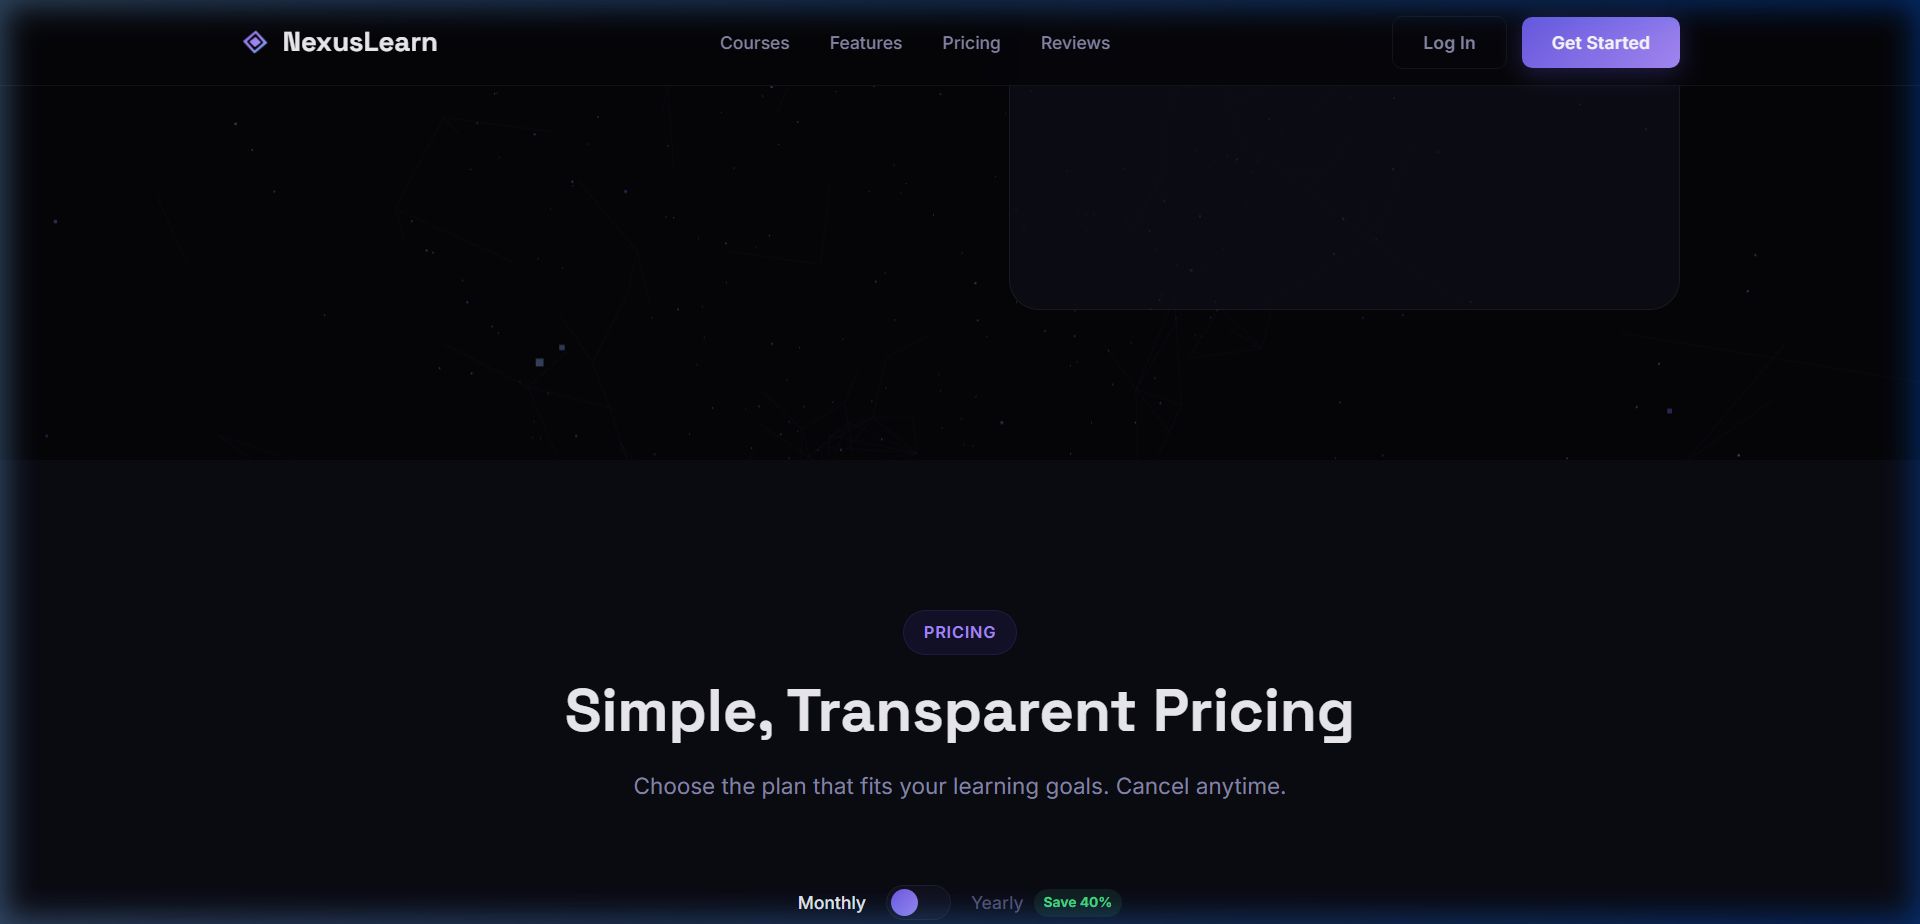 NexusLearn
Courses Features Pricing Reviews
Log In Get Started
PRICING
Simple, Transparent Pricing
Choose the plan that fits your learning goals. Cancel anytime.
Monthly Yearly Save 40%